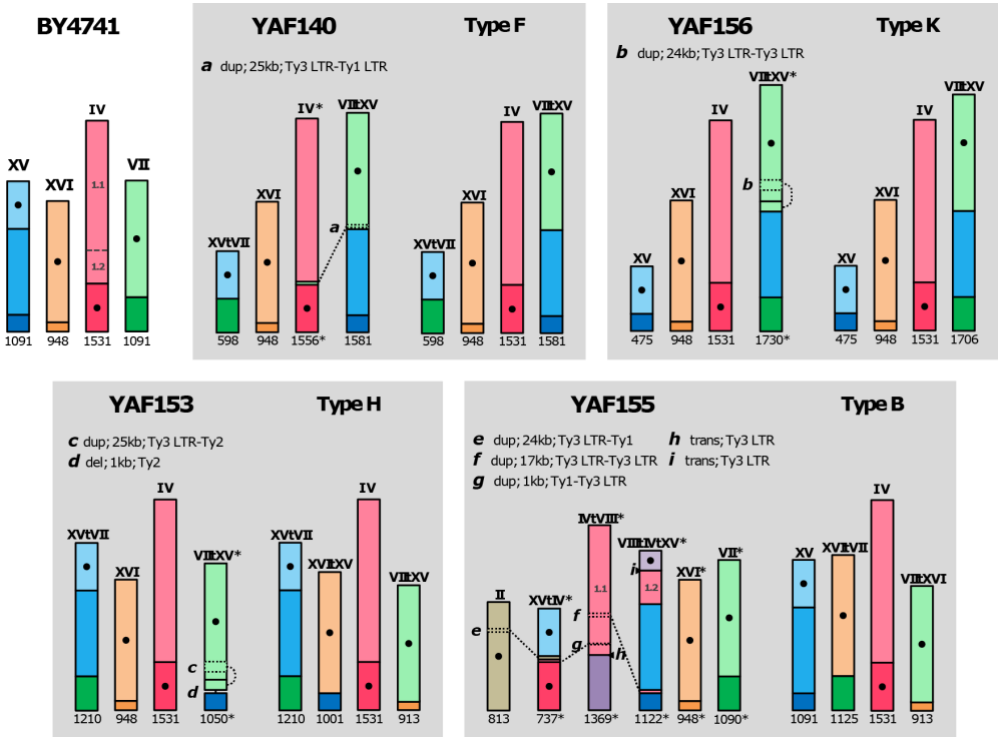 BY4741
YAF140
Type F
YAF156
Type K
a dup; 25kb; Ty3 LTR-Ty1 LTR
b dup; 24kb; Ty3 LTR-Ty3 LTR
XV
XVI
IV
VII
1.1
1.2
1091
948
1531
1091
XVtVII
XVI
IV*
VIItXV
a
598
948
1556*
1581
XVtVII
XVI
IV
VIItXV
598
948
1531
1581
XV
XVI
IV
VIItXV*
b
475
948
1531
1730*
XV
XVI
IV
VIItXV
475
948
1531
1706
YAF153
Type H
c dup; 25kb; Ty3 LTR-Ty2
d del; 1kb; Ty2
XVtVII
XVI
IV
VIItXV*
c
d
1210
948
1531
1050*
XVtVII
XVItXV
IV
VIItXV
1210
1001
1531
913
YAF155
Type B
e dup; 24kb; Ty3 LTR-Ty1
f dup; 17kb; Ty3 LTR-Ty3 LTR
g dup; 1kb; Ty1-Ty3 LTR
h trans; Ty3 LTR
i trans; Ty3 LTR
II
XVtIV*
IVtVIII*
VIIItIVtXV*
XVI*
VII*
1.1
1.2
e
f
g
h
i
813
737*
1369*
1122*
948*
1090*
XV
XVItVII
IV
VIItXVI
1091
1125
1531
913